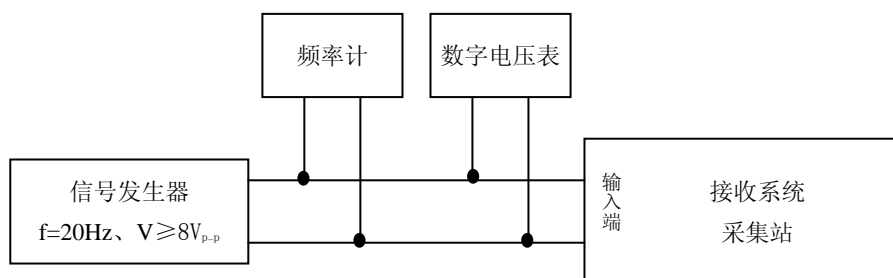 频率计
数字电压表
信号发生器
f=20Hz、V≥8Vp-p
输入端
接收系统
采集站